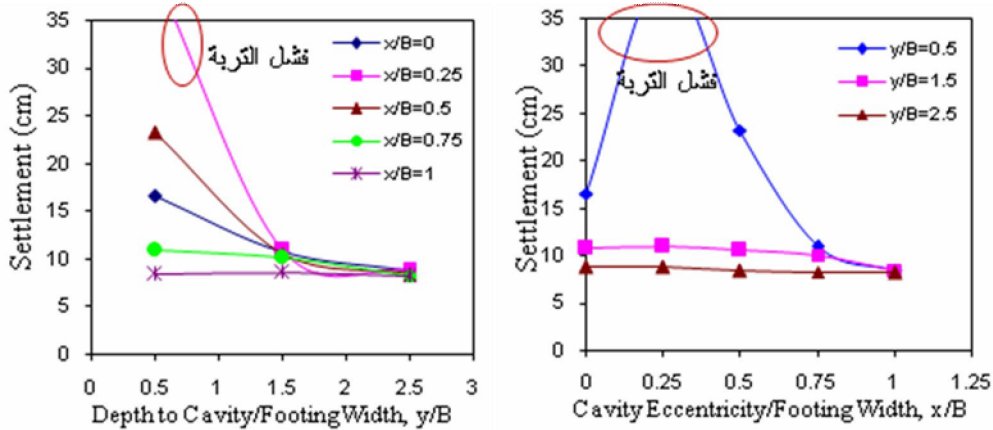 35
30
25
20
15
10
5
0
Settlement (cm)
فشل التربة
x/B=0
x/B=0.25
x/B=0.5
x/B=0.75
x/B=1
0 0.5 1 1.5 2 2.5 3
Depth to Cavity/Footing Width, y/B
35
30
25
20
15
10
5
0
Settlement (cm)
فشل التربة
y/B=0.5
y/B=1.5
y/B=2.5
0 0.25 0.5 0.75 1 1.25
Cavity Eccentricity/Footing Width, x/B